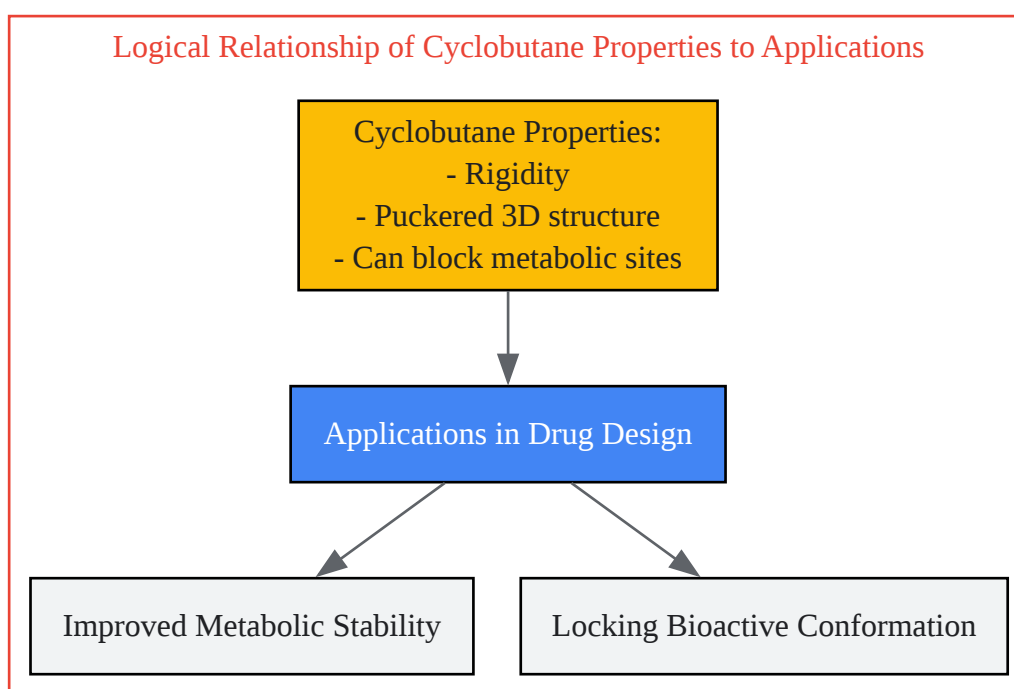 Logical Relationship of Cyclobutane Properties to Applications
Cyclobutane Properties:
- Rigidity
- Puckered 3D structure
- Can block metabolic sites
Applications in Drug Design
Improved Metabolic Stability
Locking Bioactive Conformation